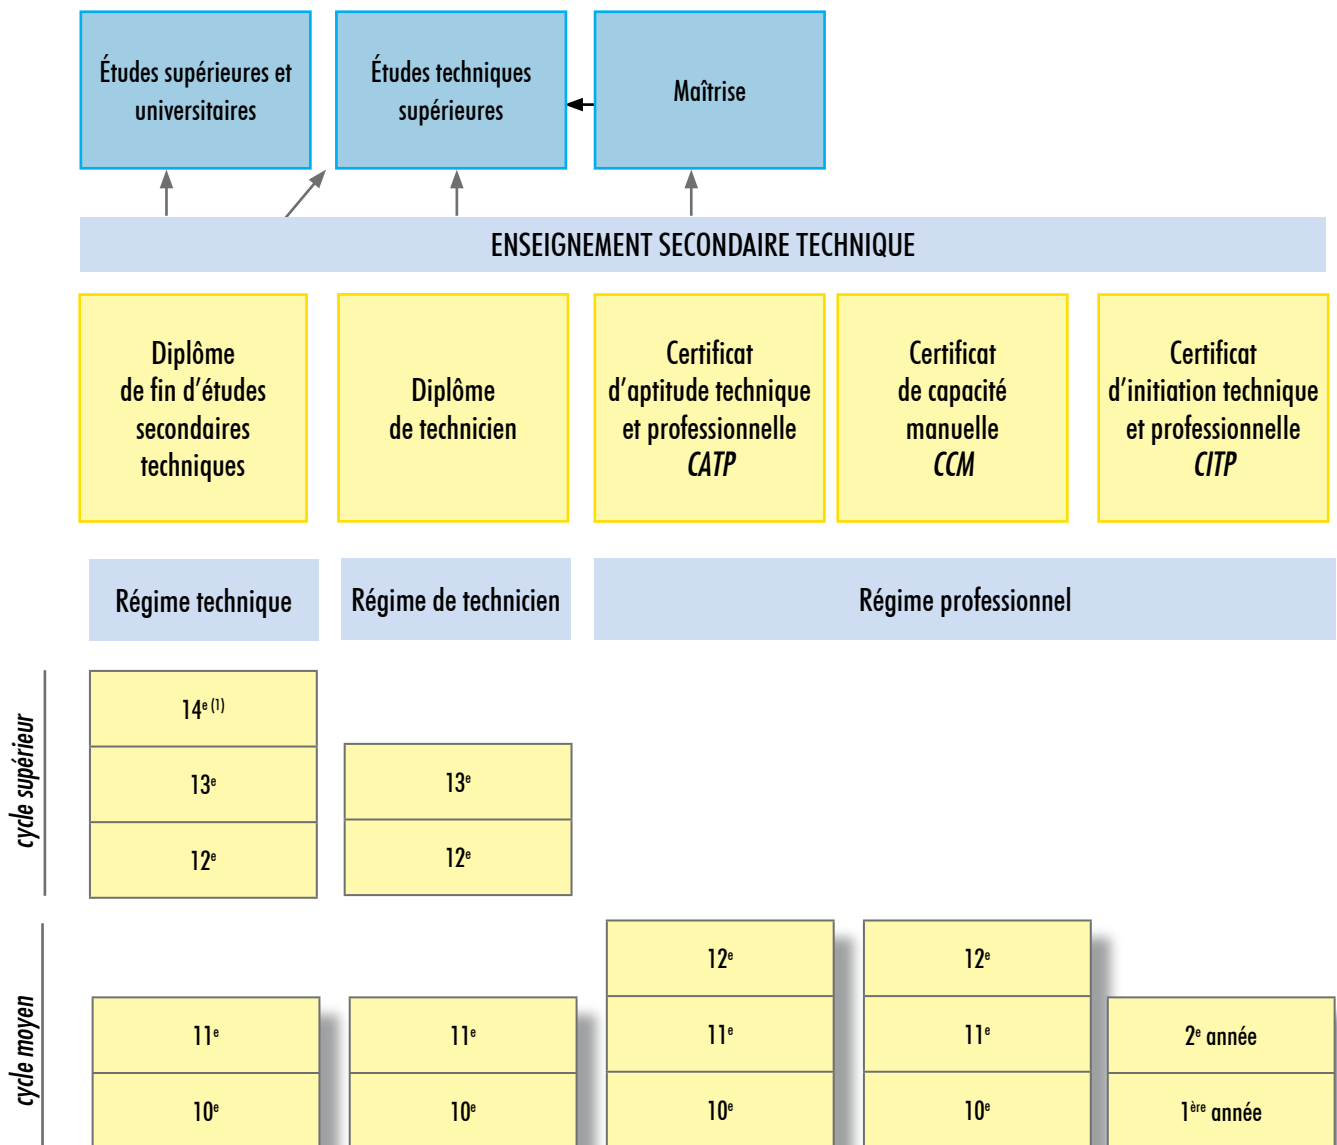 Études supérieures et
universitaires
Études techniques
supérieures
Maîtrise
ENSEIGNEMENT SECONDAIRE TECHNIQUE
Diplôme
de fin d’études
secondaires
techniques
Diplôme
de technicien
Certificat
d’aptitude technique
et professionnelle
CATP
Certificat
de capacité
manuelle
CCM
Certificat
d’initiation technique
et professionnelle
CITP
Régime technique
Régime de technicien
Régime professionnel
cycle supérieur
14e (1)
13e
12e
13e
12e
cycle moyen
11e
10e
11e
10e
12e
11e
10e
12e
11e
10e
2e année
1ère année